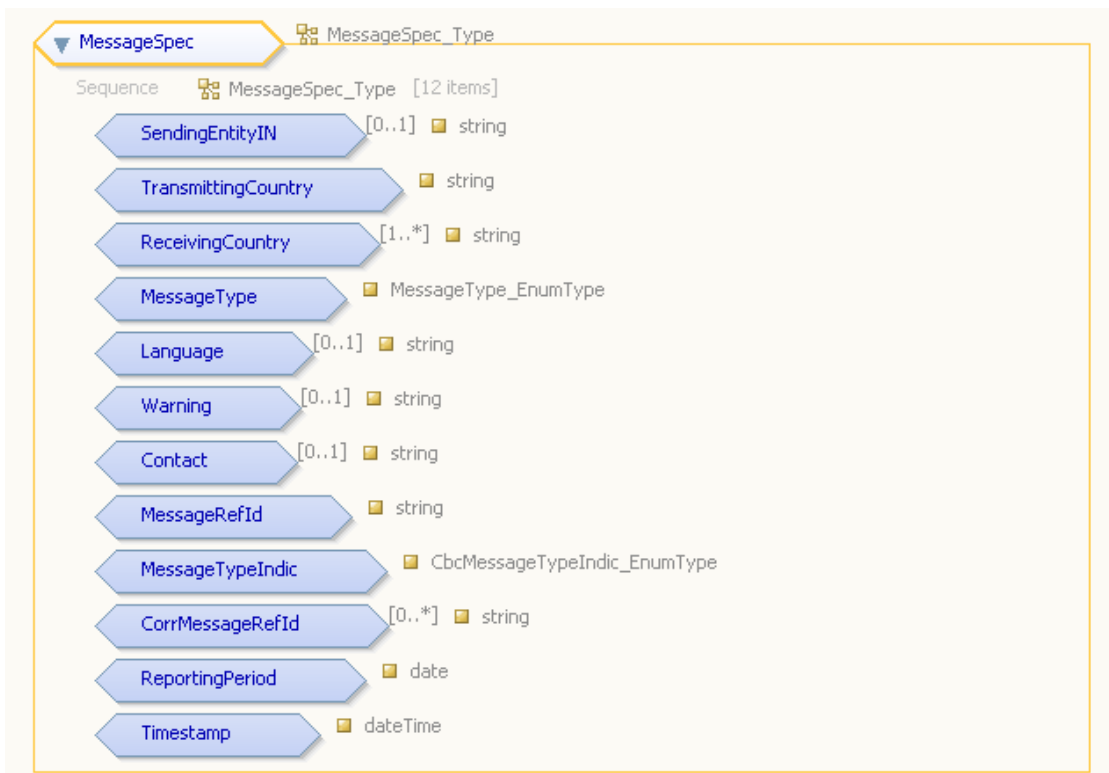 MessageSpec MessageSpec_Type
Sequence MessageSpec_Type [12 items]
SendingEntityIN [0..1] string
TransmittingCountry string
ReceivingCountry [1..*] string
MessageType MessageType_EnumType
Language [0..1] string
Warning [0..1] string
Contact [0..1] string
MessageRefId string
MessageTypeIndic CbcMessageTypeIndic_EnumType
CorrMessageRefId [0..*] string
ReportingPeriod date
Timestamp dateTime